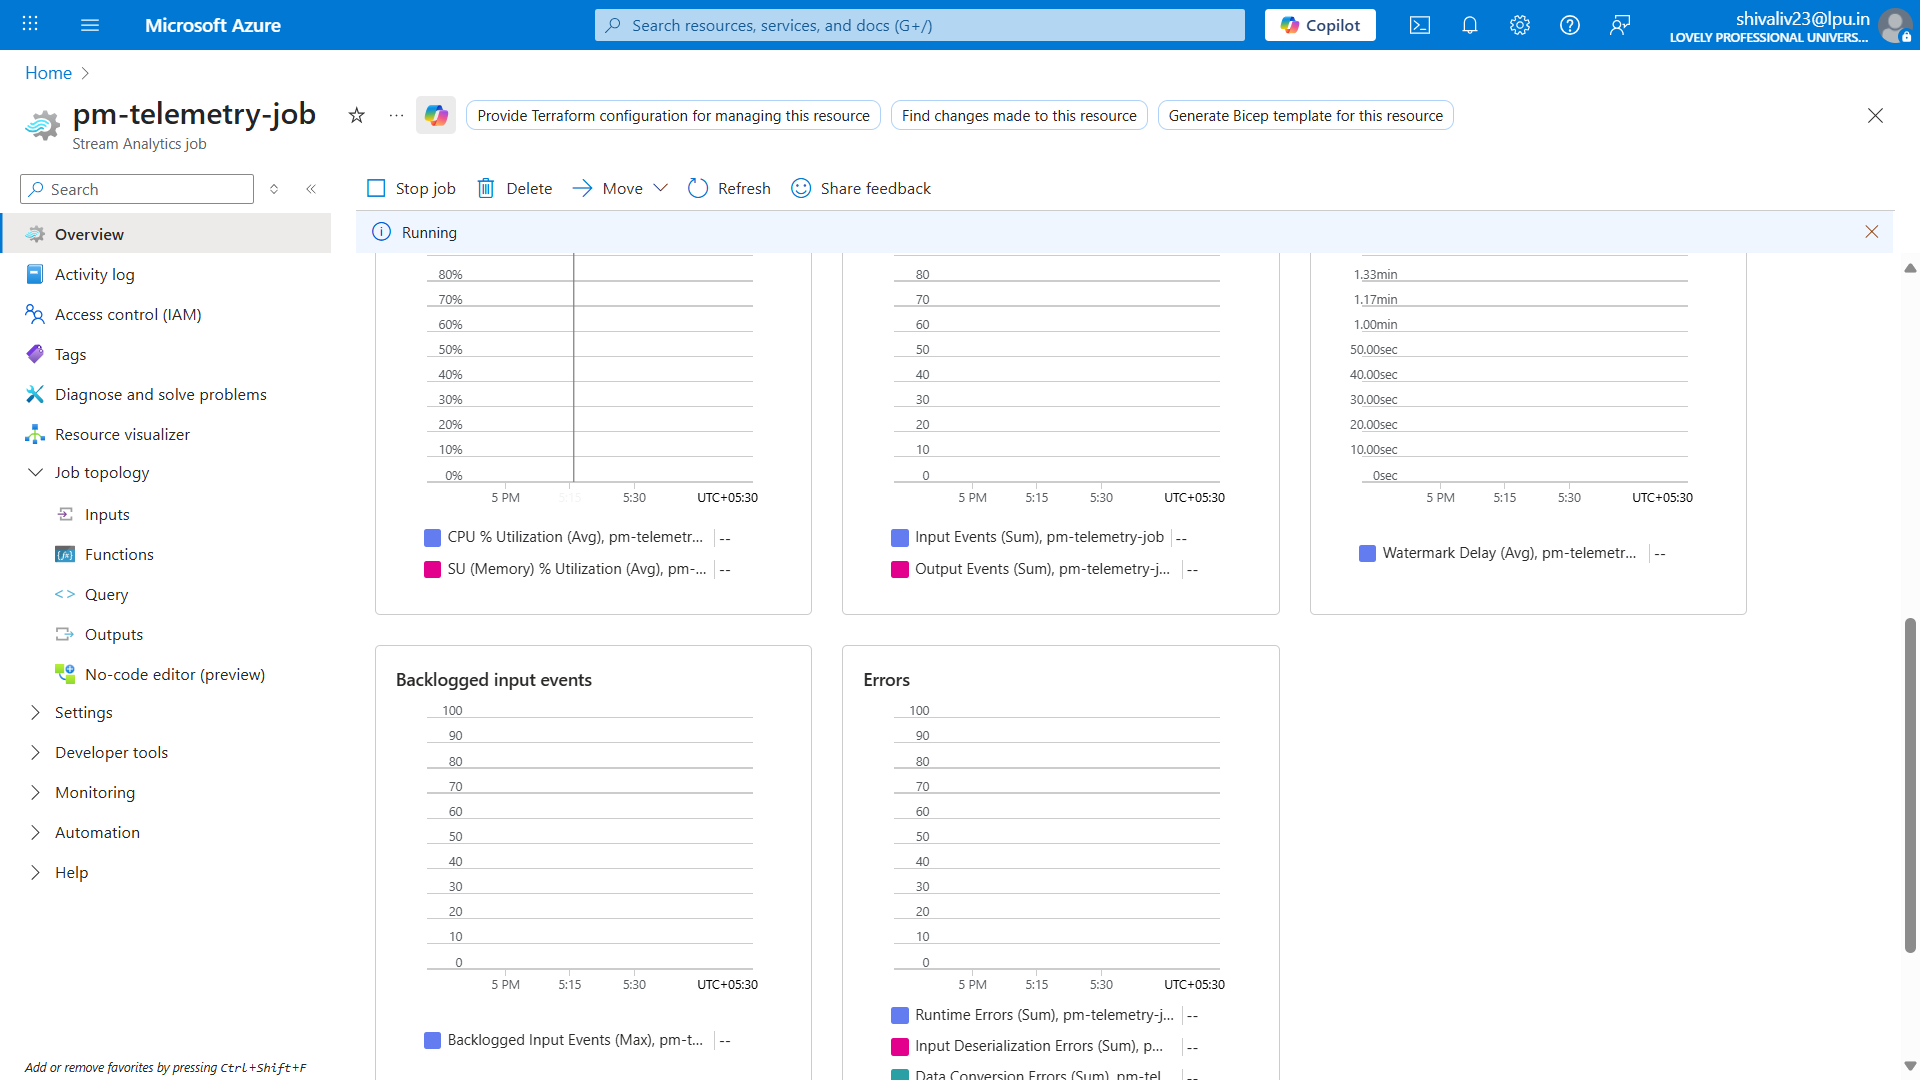 Microsoft Azure
Search resources, services, and docs (G+/)
Copilot
shivaliv23@lpu.in
LOVELY PROFESSIONAL UNIVERS...
Home
pm-telemetry-job
Stream Analytics job
Provide Terraform configuration for managing this resource
Find changes made to this resource
Generate Bicep template for this resource
Search
Stop job
Delete
Move
Refresh
Share feedback
Running
Overview
Activity log
Access control (IAM)
Tags
Diagnose and solve problems
Resource visualizer
Job topology
Inputs
Functions
Query
Outputs
No-code editor (preview)
Settings
Developer tools
Monitoring
Automation
Help
Add or remove favorites by pressing Ctrl+Shift+F
80%
70%
60%
50%
40%
30%
20%
10%
0%
5 PM 5:15 5:30 UTC+05:30
CPU % Utilization (Avg), pm-telemetr... --
SU (Memory) % Utilization (Avg), pm-... --
80
70
60
50
40
30
20
10
0
5 PM 5:15 5:30 UTC+05:30
Input Events (Sum), pm-telemetry-job --
Output Events (Sum), pm-telemetry-j... --
1.33min
1.17min
1.00min
50.00sec
40.00sec
30.00sec
20.00sec
10.00sec
0sec
5 PM 5:15 5:30 UTC+05:30
Watermark Delay (Avg), pm-telemetr... --
Backlogged input events
100
90
80
70
60
50
40
30
20
10
0
5 PM 5:15 5:30 UTC+05:30
Backlogged Input Events (Max), pm-t... --
Errors
100
90
80
70
60
50
40
30
20
10
0
5 PM 5:15 5:30 UTC+05:30
Runtime Errors (Sum), pm-telemetry-j... --
Input Deserialization Errors (Sum), p... --
Data Conversion Errors (Sum), pm-tel... --